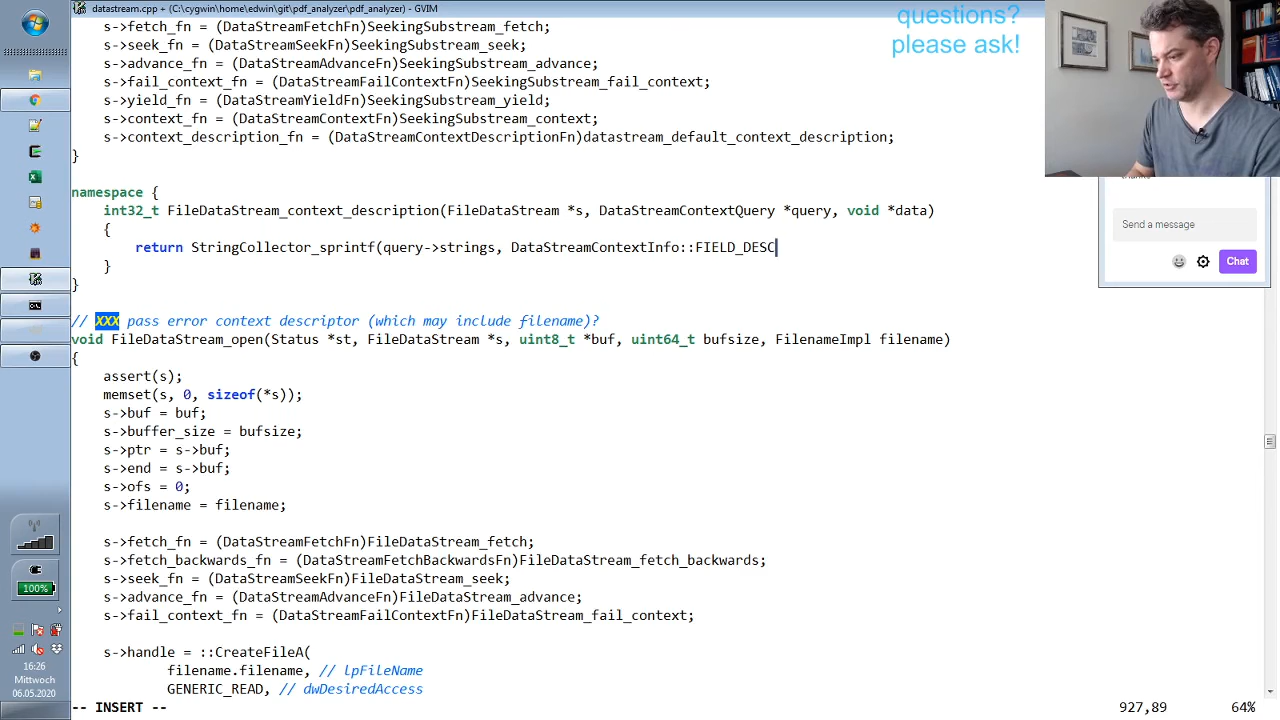 datastream.cpp + (C:\cygwin\home\edwin\git\pdf_analyzer\pdf_analyzer) - GVIM
questions?
please ask!
s->fetch_fn = (DataStreamFetchFn)SeekingSubstream_fetch;
s->seek_fn = (DataStreamSeekFn)SeekingSubstream_seek;
s->advance_fn = (DataStreamAdvanceFn)SeekingSubstream_advance;
s->fail_context_fn = (DataStreamFailContextFn)SeekingSubstream_fail_context;
s->yield_fn = (DataStreamYieldFn)SeekingSubstream_yield;
s->context_fn = (DataStreamContextFn)SeekingSubstream_context;
s->context_description_fn = (DataStreamContextDescriptionFn)datastream_default_context_description;
}
namespace {
int32_t FileDataStream_context_description(FileDataStream *s, DataStreamContextQuery *query, void *data)
{
return StringCollector_sprintf(query->strings, DataStreamContextInfo::FIELD_DESC
}
}
// XXX pass error context descriptor (which may include filename)?
void FileDataStream_open(Status *st, FileDataStream *s, uint8_t *buf, uint64_t bufsize, FilenameImpl filename)
{
assert(s);
memset(s, 0, sizeof(*s));
s->buf = buf;
s->buffer_size = bufsize;
s->ptr = s->buf;
s->end = s->buf;
s->ofs = 0;
s->filename = filename;
s->fetch_fn = (DataStreamFetchFn)FileDataStream_fetch;
s->fetch_backwards_fn = (DataStreamFetchBackwardsFn)FileDataStream_fetch_backwards;
s->seek_fn = (DataStreamSeekFn)FileDataStream_seek;
s->advance_fn = (DataStreamAdvanceFn)FileDataStream_advance;
s->fail_context_fn = (DataStreamFailContextFn)FileDataStream_fail_context;
s->handle = ::CreateFileA(
filename.filename, // lpFileName
GENERIC_READ, // dwDesiredAccess
-- INSERT --
927,89
64%
Send a message
Chat
100%
16:26
Mittwoch
06.05.2020